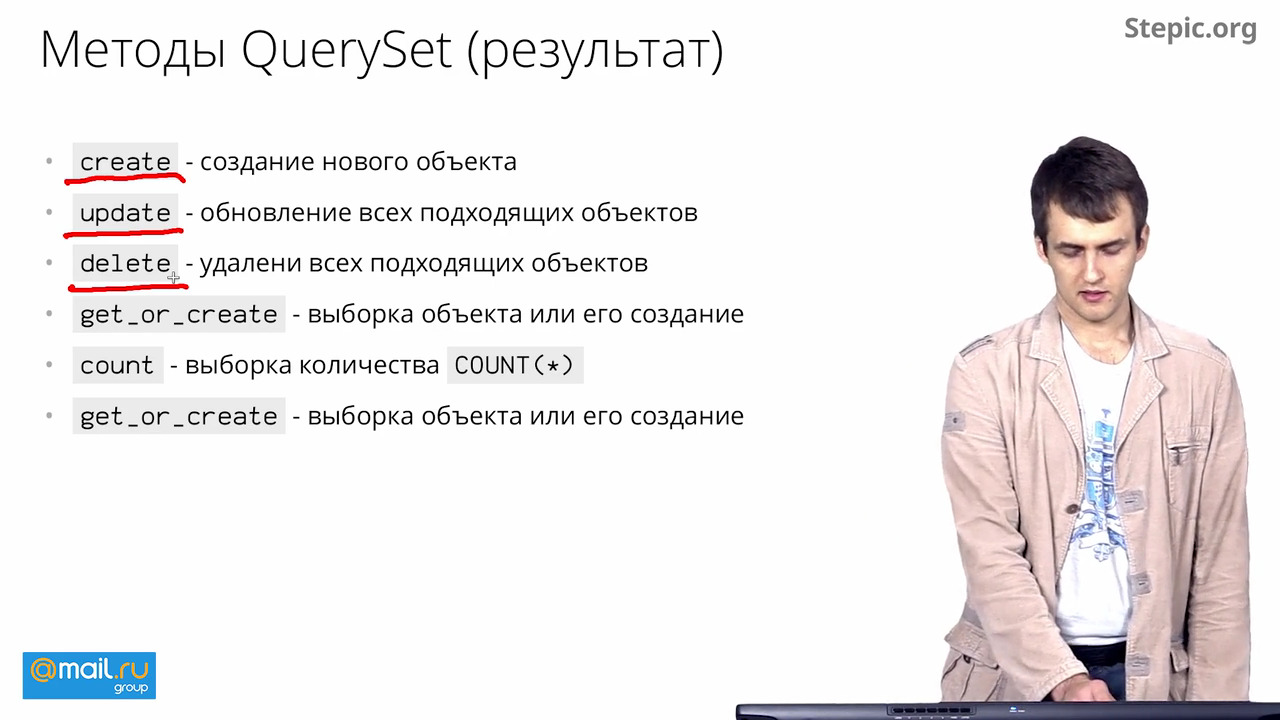 Методы QuerySet (результат)
Stepic.org
create - создание нового объекта
update - обновление всех подходящих объектов
delete - удалени всех подходящих объектов
get_or_create - выборка объекта или его создание
count - выборка количества COUNT(*)
get_or_create - выборка объекта или его создание
@mail.ru
group